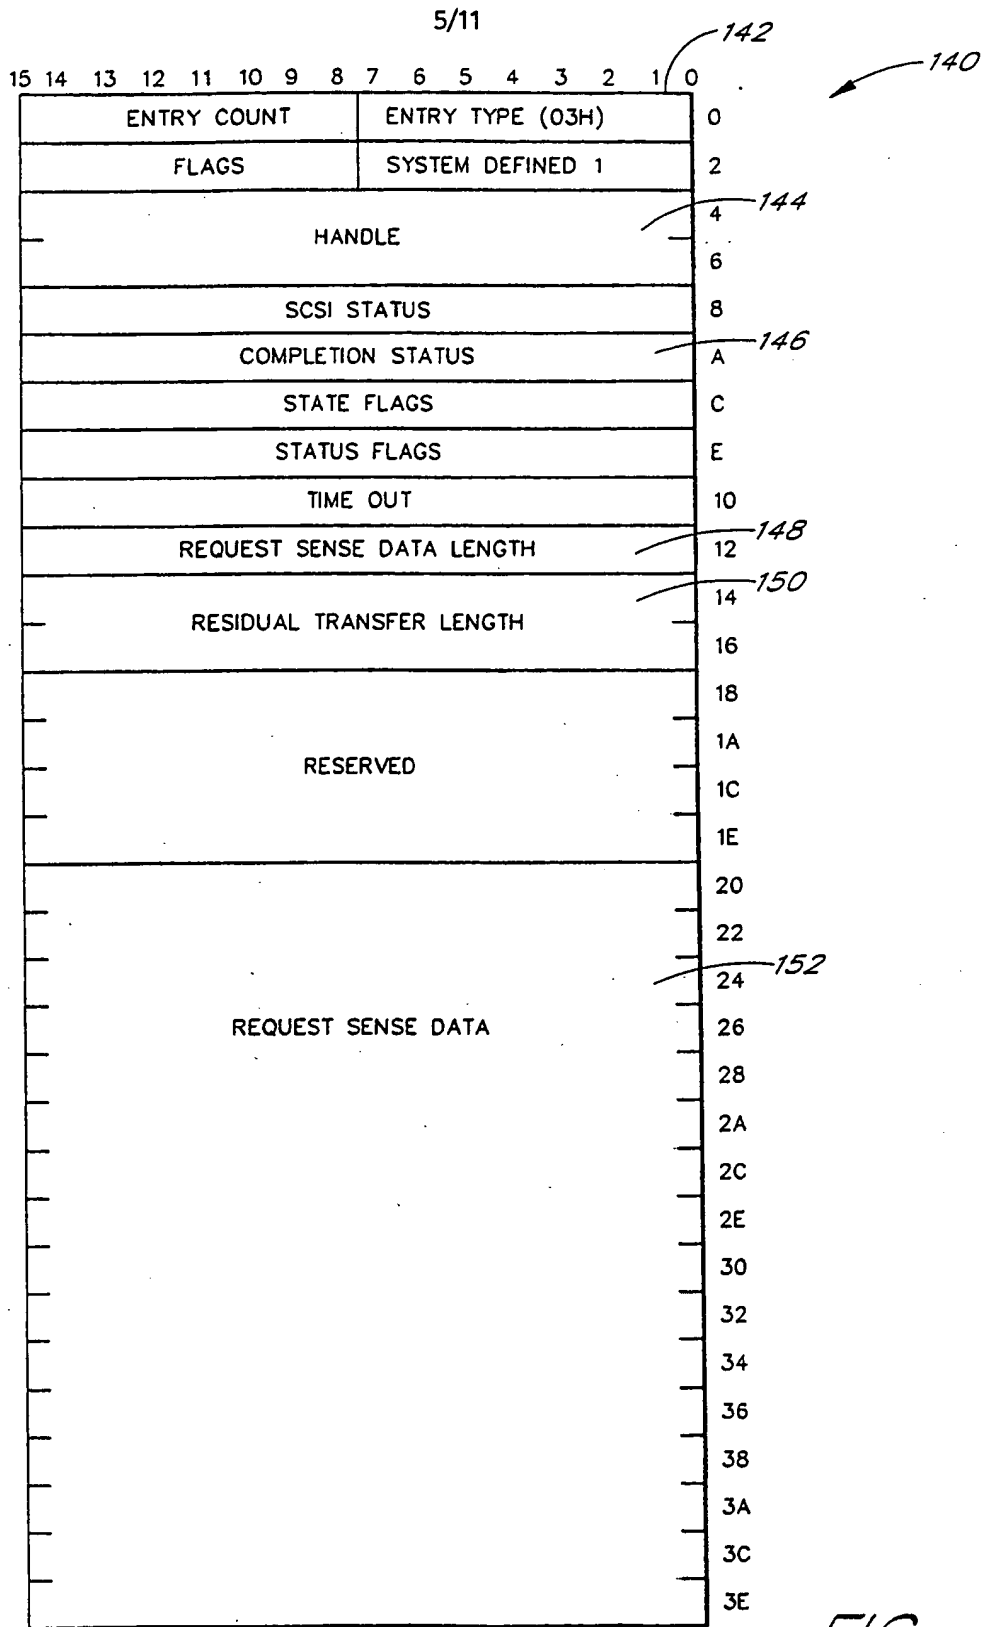 5/11
142
140
15 14 13 12 11 10 9 8 7 6 5 4 3 2 1 0
ENTRY COUNT ENTRY TYPE (03H) 0
FLAGS SYSTEM DEFINED 1 2
144
4
HANDLE
6
SCSI STATUS 8
146
COMPLETION STATUS A
STATE FLAGS C
STATUS FLAGS E
TIME OUT 10
148
REQUEST SENSE DATA LENGTH 12
150
14
RESIDUAL TRANSFER LENGTH
16
18
1A
RESERVED
1C
1E
20
22
152
24
REQUEST SENSE DATA 26
28
2A
2C
2E
30
32
34
36
38
3A
3C
3E